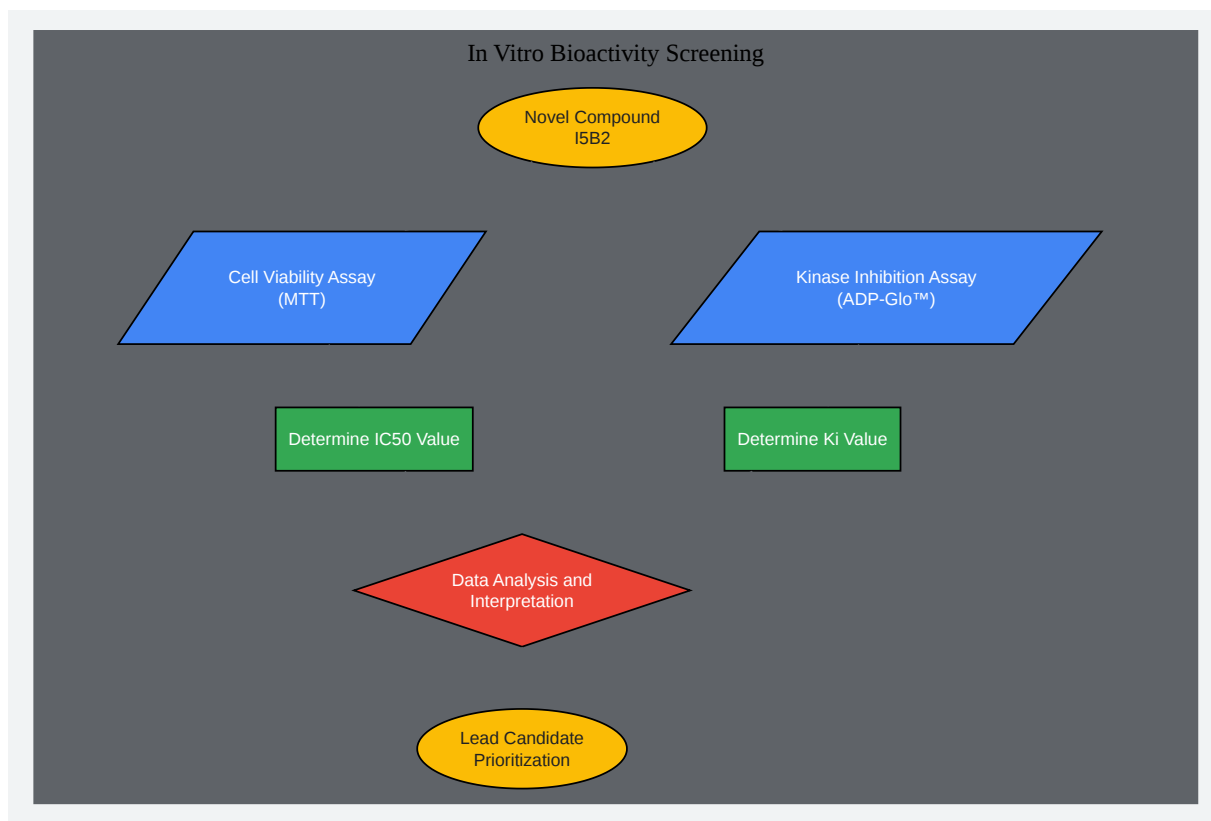 In Vitro Bioactivity Screening
Novel Compound
I5B2
Cell Viability Assay
(MTT)
Kinase Inhibition Assay
(ADP-Glo™)
Determine IC50 Value
Determine Ki Value
Data Analysis and
Interpretation
Lead Candidate
Prioritization